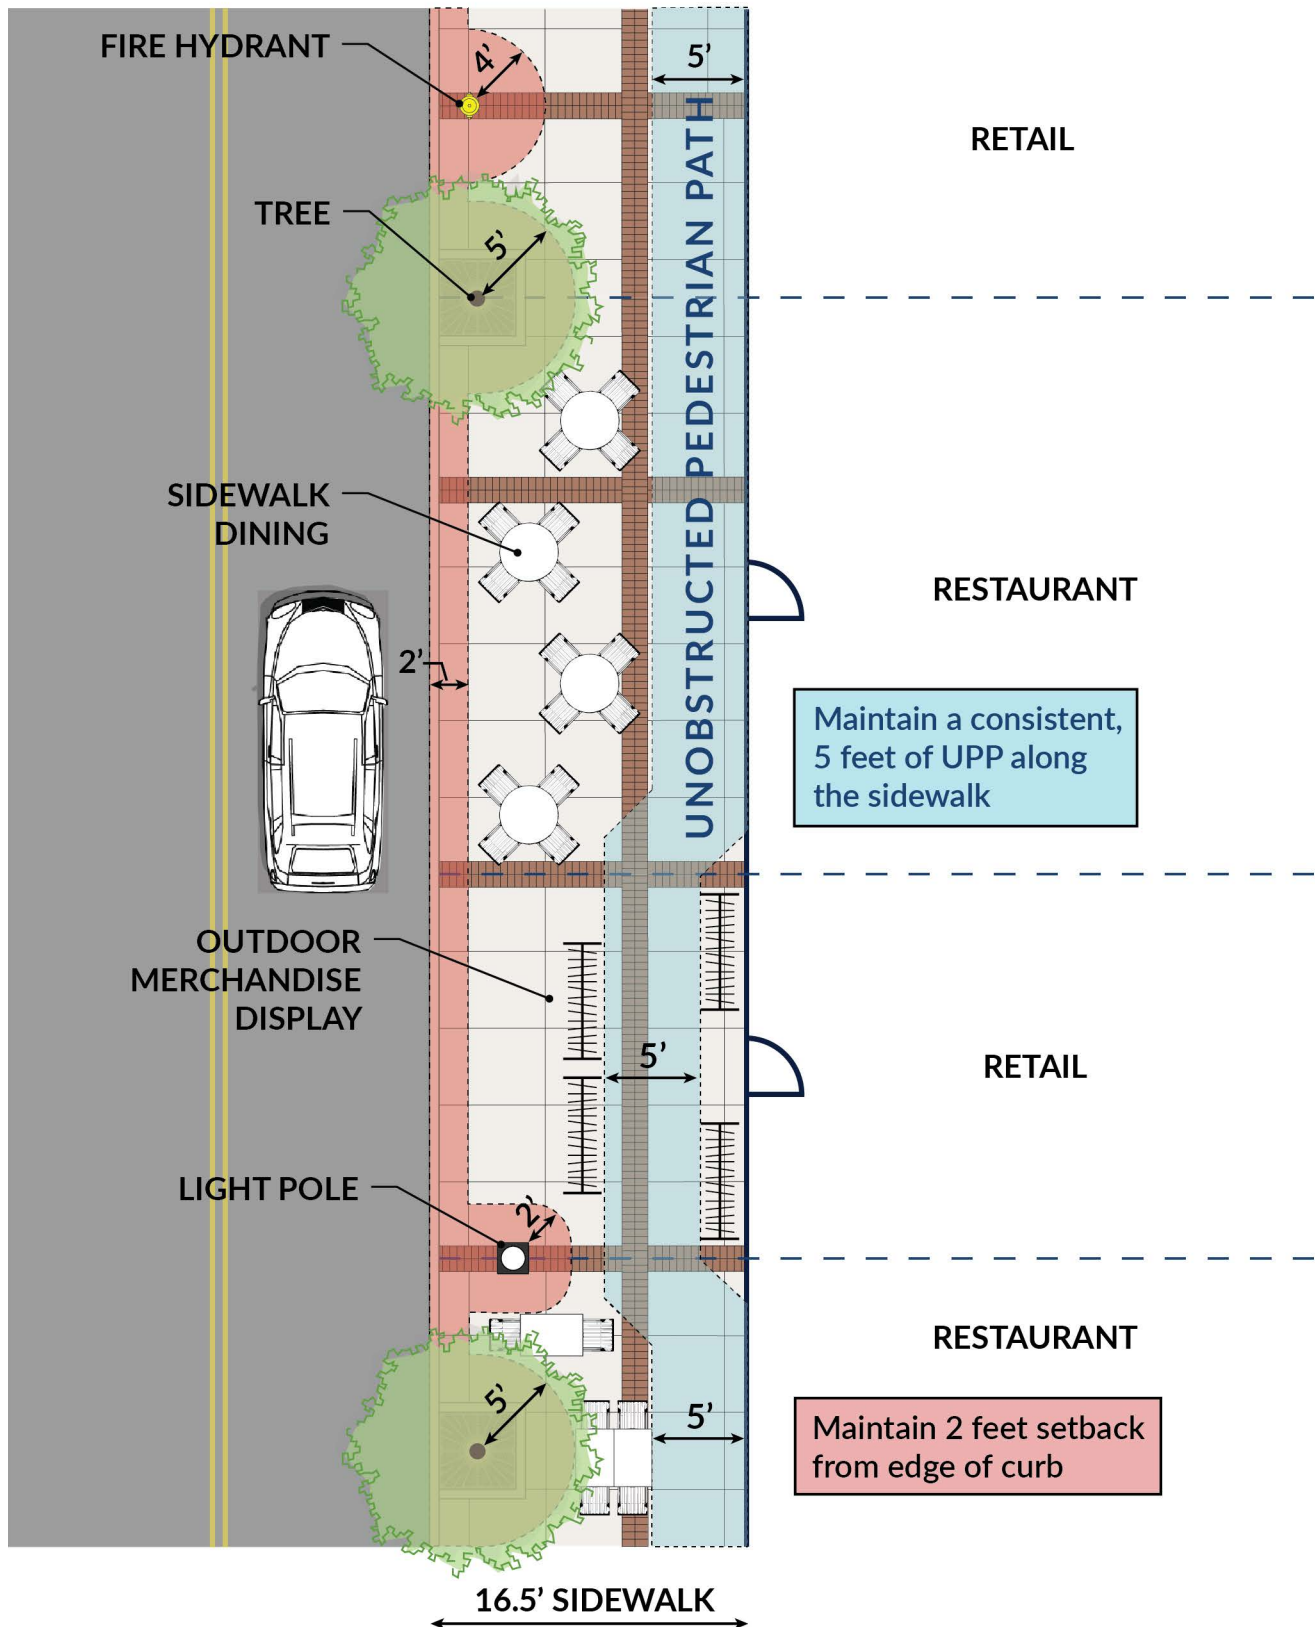 FIRE HYDRANT
4’
5’
RETAIL
TREE
5’
UNOBSTRUCTED PEDESTRIAN PATH
SIDEWALK
DINING
RESTAURANT
2’
Maintain a consistent,
5 feet of UPP along
the sidewalk
OUTDOOR
MERCHANDISE
DISPLAY
5’
RETAIL
LIGHT POLE
2’
RESTAURANT
5’
5’
Maintain 2 feet setback
from edge of curb
16.5’ SIDEWALK